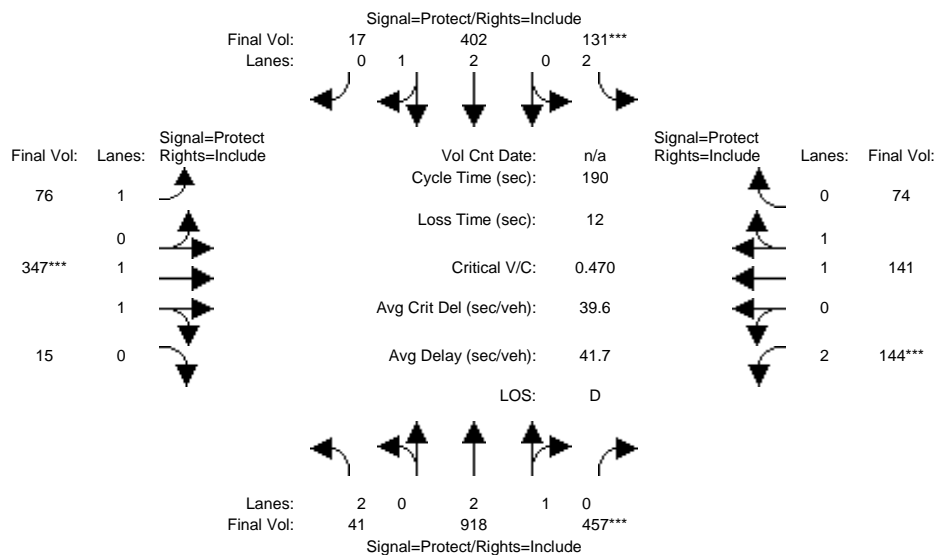 Signal=Protect/Rights=Include
Final Vol: 17 402 131***
Lanes: 0 1 2 0 2
Signal=Protect
Final Vol: Lanes: Rights=Include
Vol Cnt Date: n/a
Signal=Protect
Rights=Include Lanes: Final Vol:
Cycle Time (sec): 190
76 1
0 74
Loss Time (sec): 12
0
1
347*** 1
Critical V/C: 0.470
1 141
1
Avg Crit Del (sec/veh): 39.6
0
15 0
Avg Delay (sec/veh): 41.7
2 144***
LOS: D
Lanes: 2 0 2 1 0
Final Vol: 41 918 457***
Signal=Protect/Rights=Include